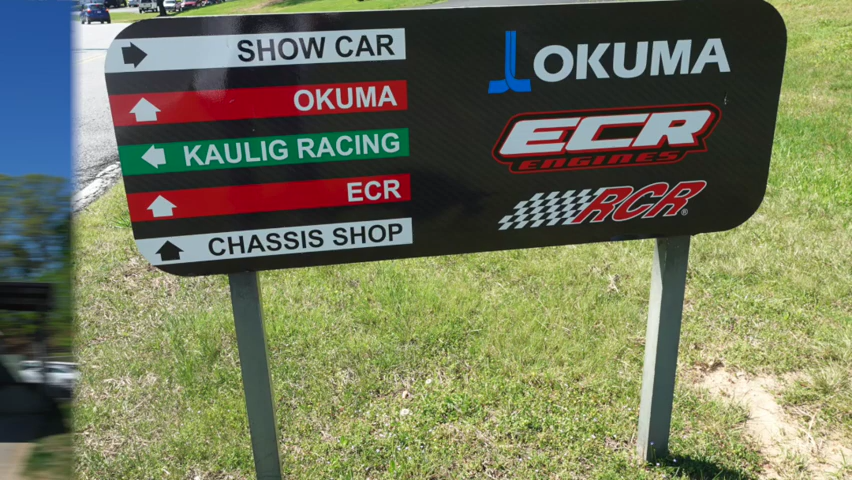 SHOW CAR
OKUMA
KAULIG RACING
ECR
CHASSIS SHOP
OKUMA
ECR
ENGINES
RCR®